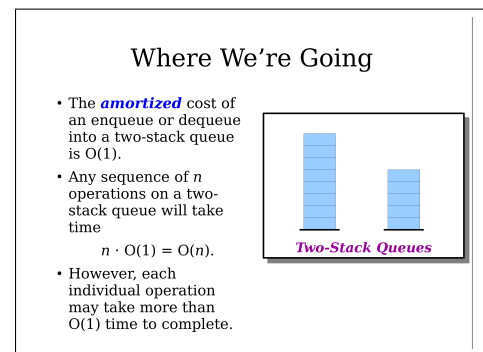 Where We’re Going
• The amortized cost of
an enqueue or dequeue
into a two-stack queue
is O(1).
• Any sequence of n
operations on a two-
stack queue will take
time
n · O(1) = O(n).
• However, each
individual operation
may take more than
O(1) time to complete.
Two-Stack Queues